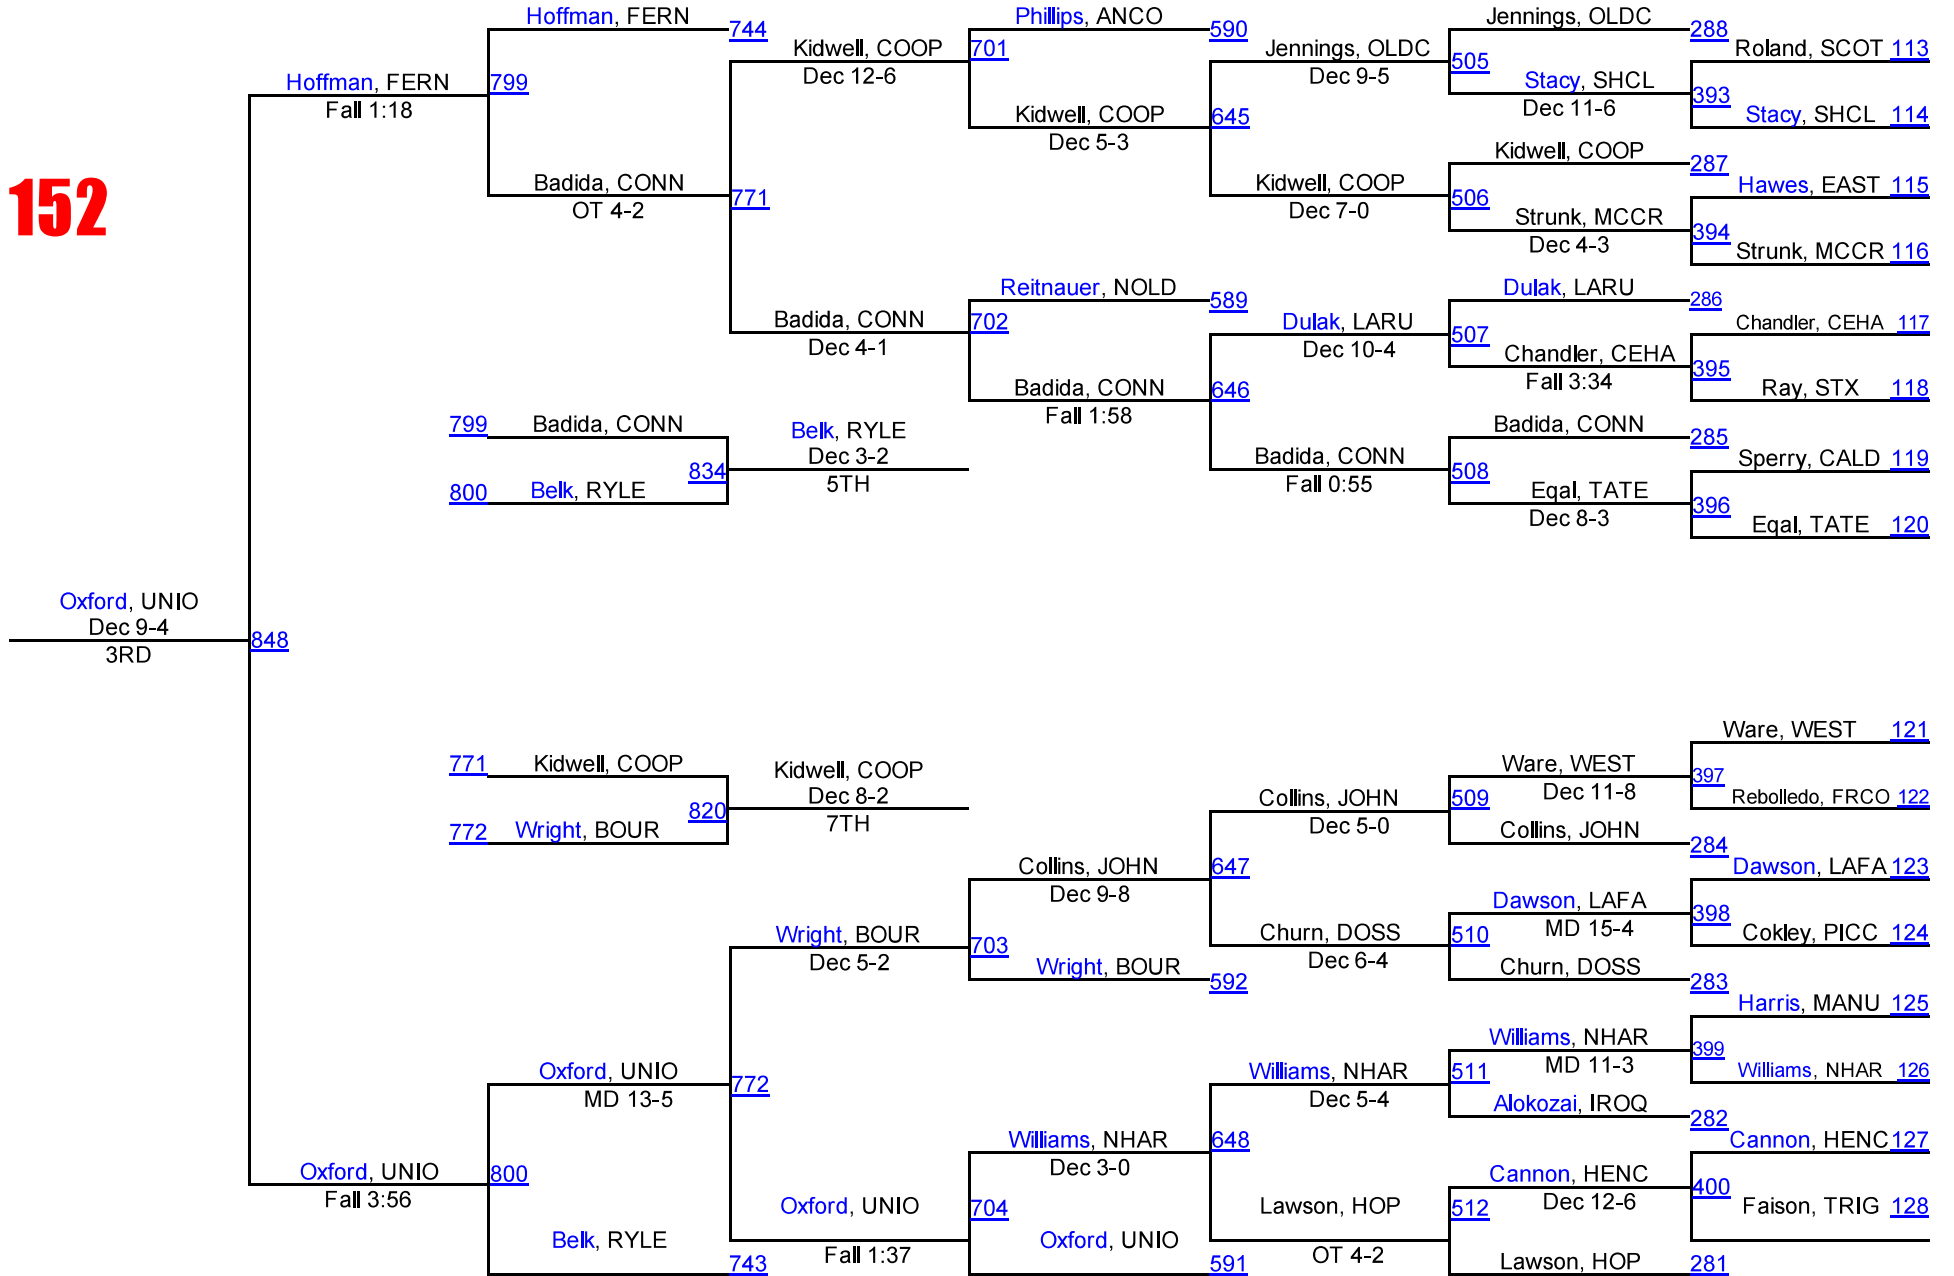 Hoffman, FERN
744
Phillips, ANCO
590
Jennings, OLDC
288
Kidwell, COOP
Dec 12-6
701
Jennings, OLDC
Dec 9-5
505
Roland, SCOT 113
Hoffman, FERN
Fall 1:18
799
Stacy, SHCL
Dec 11-6
393
Kidwell, COOP
Dec 5-3
645
Stacy, SHCL 114
Kidwell, COOP
287
152
Badida, CONN
OT 4-2
771
Kidwell, COOP
Dec 7-0
506
Hawes, EAST 115
Strunk, MCCR
Dec 4-3
394
Strunk, MCCR 116
Reitnauer, NOLD
589
Dulak, LARU
286
Badida, CONN
Dec 4-1
702
Dulak, LARU
Dec 10-4
507
Chandler, CEHA 117
Chandler, CEHA
Fall 3:34
395
Badida, CONN
Fall 1:58
646
Ray, STX 118
799 Badida, CONN
Belk, RYLE
Dec 3-2
5TH
834
800 Belk, RYLE
Badida, CONN
285
Badida, CONN
Fall 0:55
508
Sperry, CALD 119
Eqal, TATE
Dec 8-3
396
Eqal, TATE 120
Oxford, UNIO
Dec 9-4
3RD
848
Ware, WEST 121
771 Kidwell, COOP
Kidwell, COOP
Dec 8-2
7TH
820
772 Wright, BOUR
Ware, WEST
Dec 11-8
397
Collins, JOHN
Dec 5-0
509
Rebolledo, FRCO 122
Collins, JOHN
284
Collins, JOHN
Dec 9-8
647
Dawson, LAFA 123
Dawson, LAFA
MD 15-4
398
Wright, BOUR
Dec 5-2
703
Churn, DOSS
Dec 6-4
510
Cokley, PICC 124
Wright, BOUR
592
Churn, DOSS
283
Harris, MANU 125
Williams, NHAR
MD 11-3
399
Oxford, UNIO
MD 13-5
772
Williams, NHAR
Dec 5-4
511
Williams, NHAR 126
Alokozai, IROQ
282
Williams, NHAR
Dec 3-0
648
Cannon, HENC 127
Oxford, UNIO
Fall 3:56
800
Cannon, HENC
Dec 12-6
400
Oxford, UNIO
Fall 1:37
704
Lawson, HOP
OT 4-2
512
Faison, TRIG 128
Belk, RYLE
743
Oxford, UNIO
591
Lawson, HOP
281